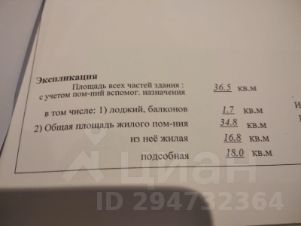 Экспликация
Площадь всех частей здания :
с учетом пом-ний вспомог. назначения 36,5 кв.м
в том числе: 1) лоджий, балконов 1,7 кв.м
2) Общая площадь жилого пом-ния 34,8 кв.м
из неё жилая 16,8 кв.м
подсобная 18,0 кв.м
циан
ID 294732364